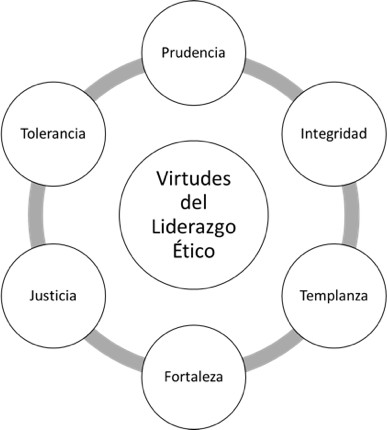 Prudencia
Integridad
Templanza
Fortaleza
Justicia
Tolerancia
Virtudes
del
Liderazgo
Ético